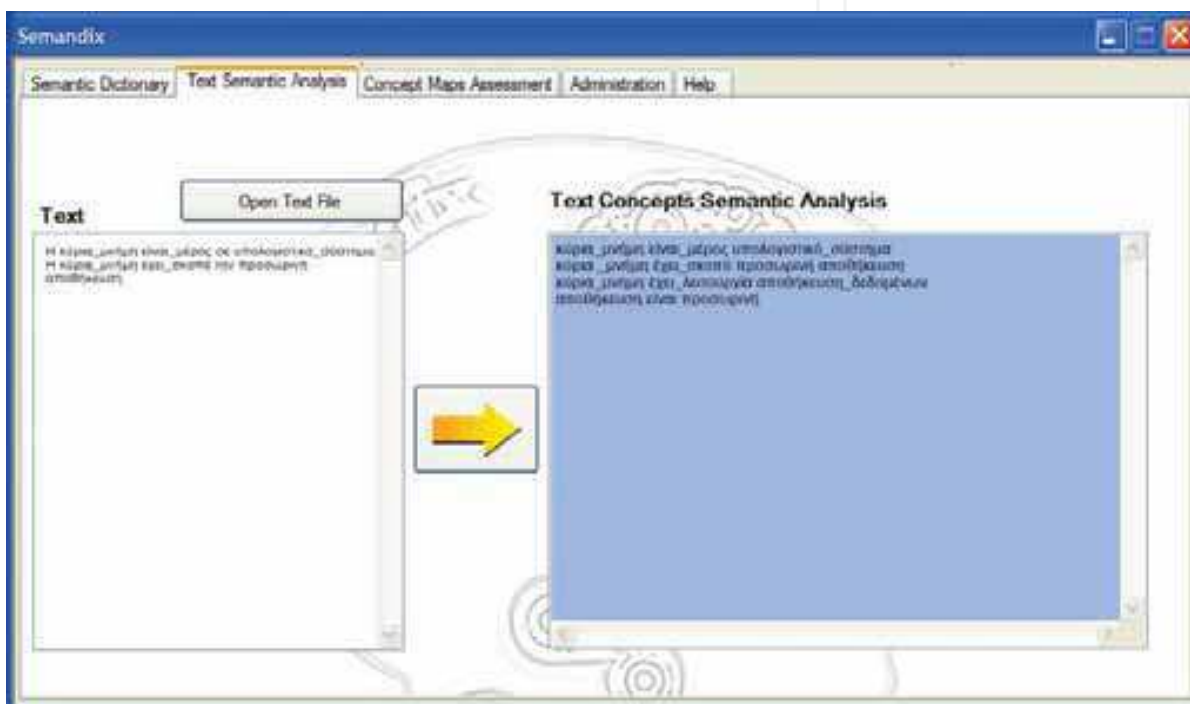 Semandix
Semantic Dictionary Text Semantic Analysis Concept Maps Assessment Administration Help
Open Text File
Text
Η κύρια_μνήμη είναι_μέρος σε υπολογιστικό_σύστημα
Η κύρια_μνήμη έχει_σκοπό την προσωρινή
αποθήκευση
Text Concepts Semantic Analysis
κύρια_μνήμη είναι_μέρος υπολογιστικό_σύστημα
κύρια_μνήμη έχει_σκοπό προσωρινή αποθήκευση
κύρια_μνήμη έχει_λειτουργία αποθήκευση_δεδομένων
αποθήκευση είναι προσωρινή